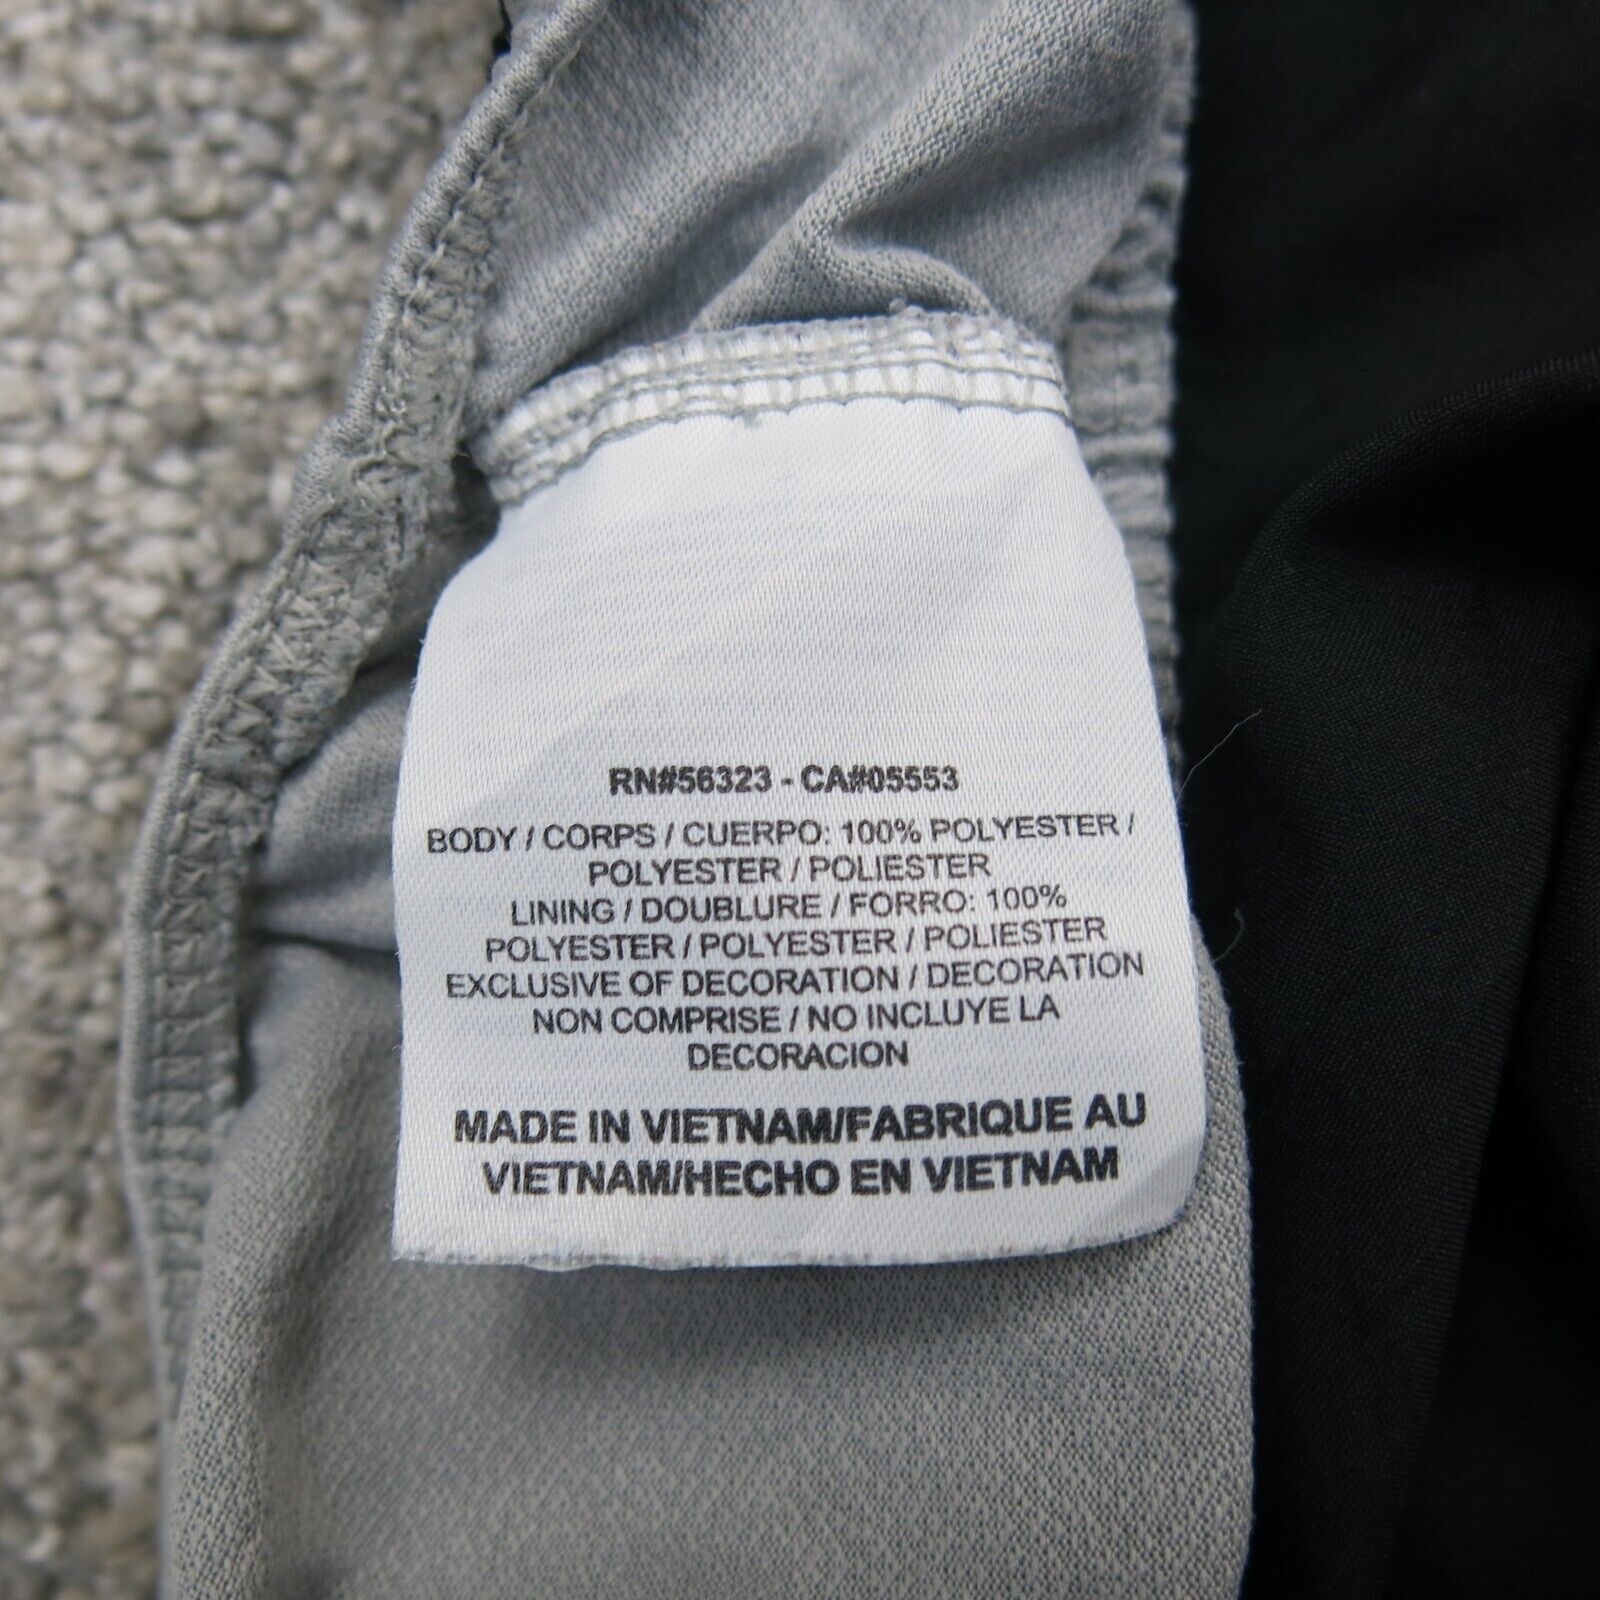 RN#56323 - CA#05553
BODY / CORPS / CUERPO: 100% POLYESTER /
POLYESTER / POLIESTER
LINING / DOUBLURE / FORRO: 100%
POLYESTER / POLYESTER / POLIESTER
EXCLUSIVE OF DECORATION / DECORATION
NON COMPRISE / NO INCLUYE LA
DECORACION
MADE IN VIETNAM/FABRIQUE AU
VIETNAM/HECHO EN VIETNAM